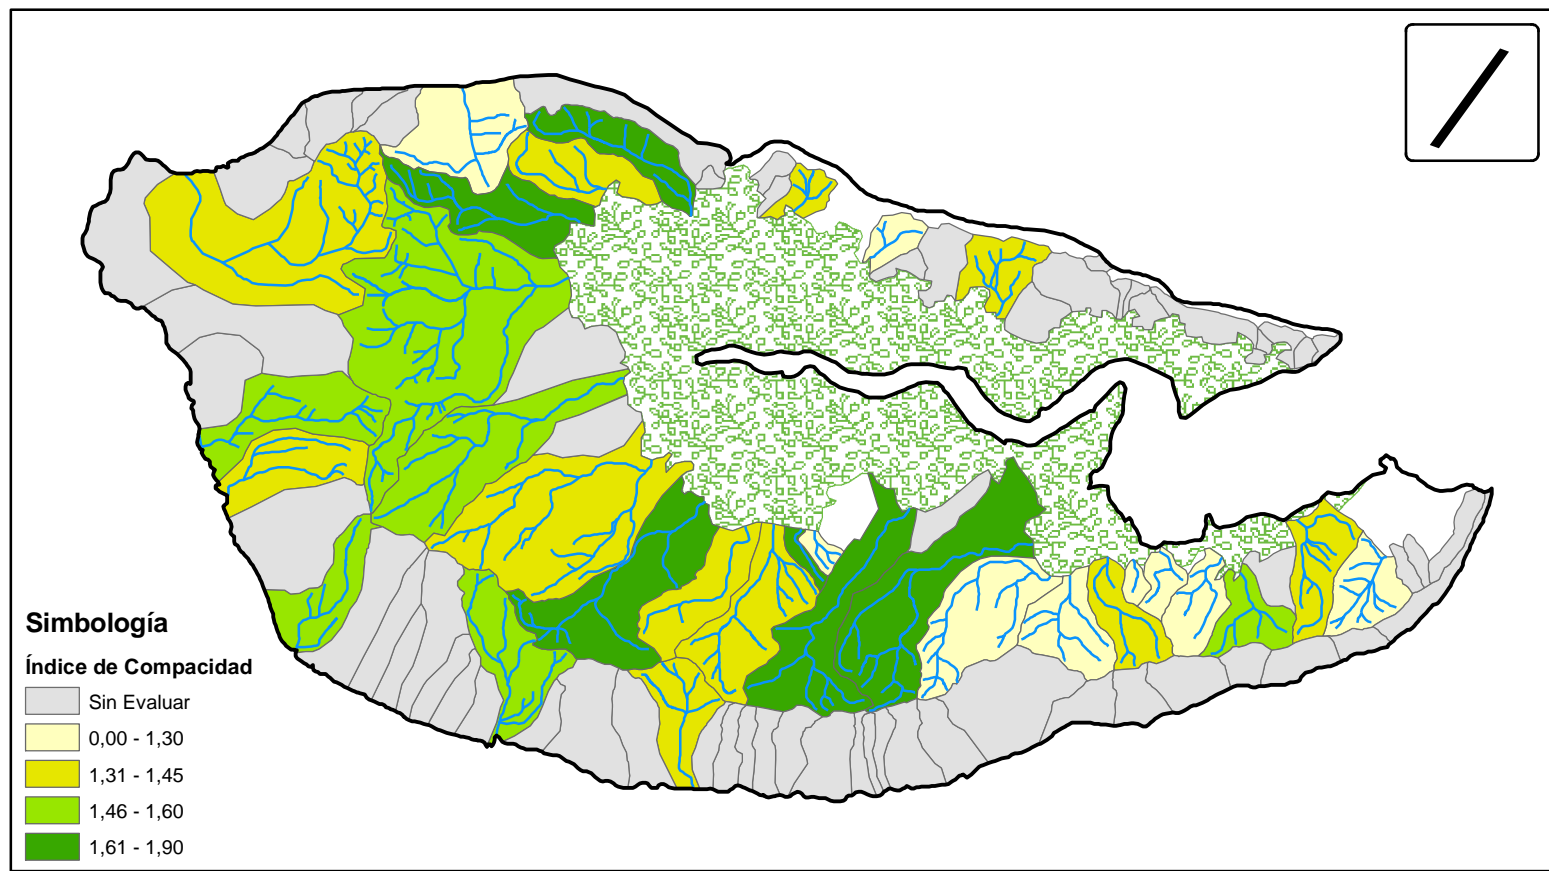 Simbología
Índice de Compacidad
Sin Evaluar
0,00 - 1,30
1,31 - 1,45
1,46 - 1,60
1,61 - 1,90